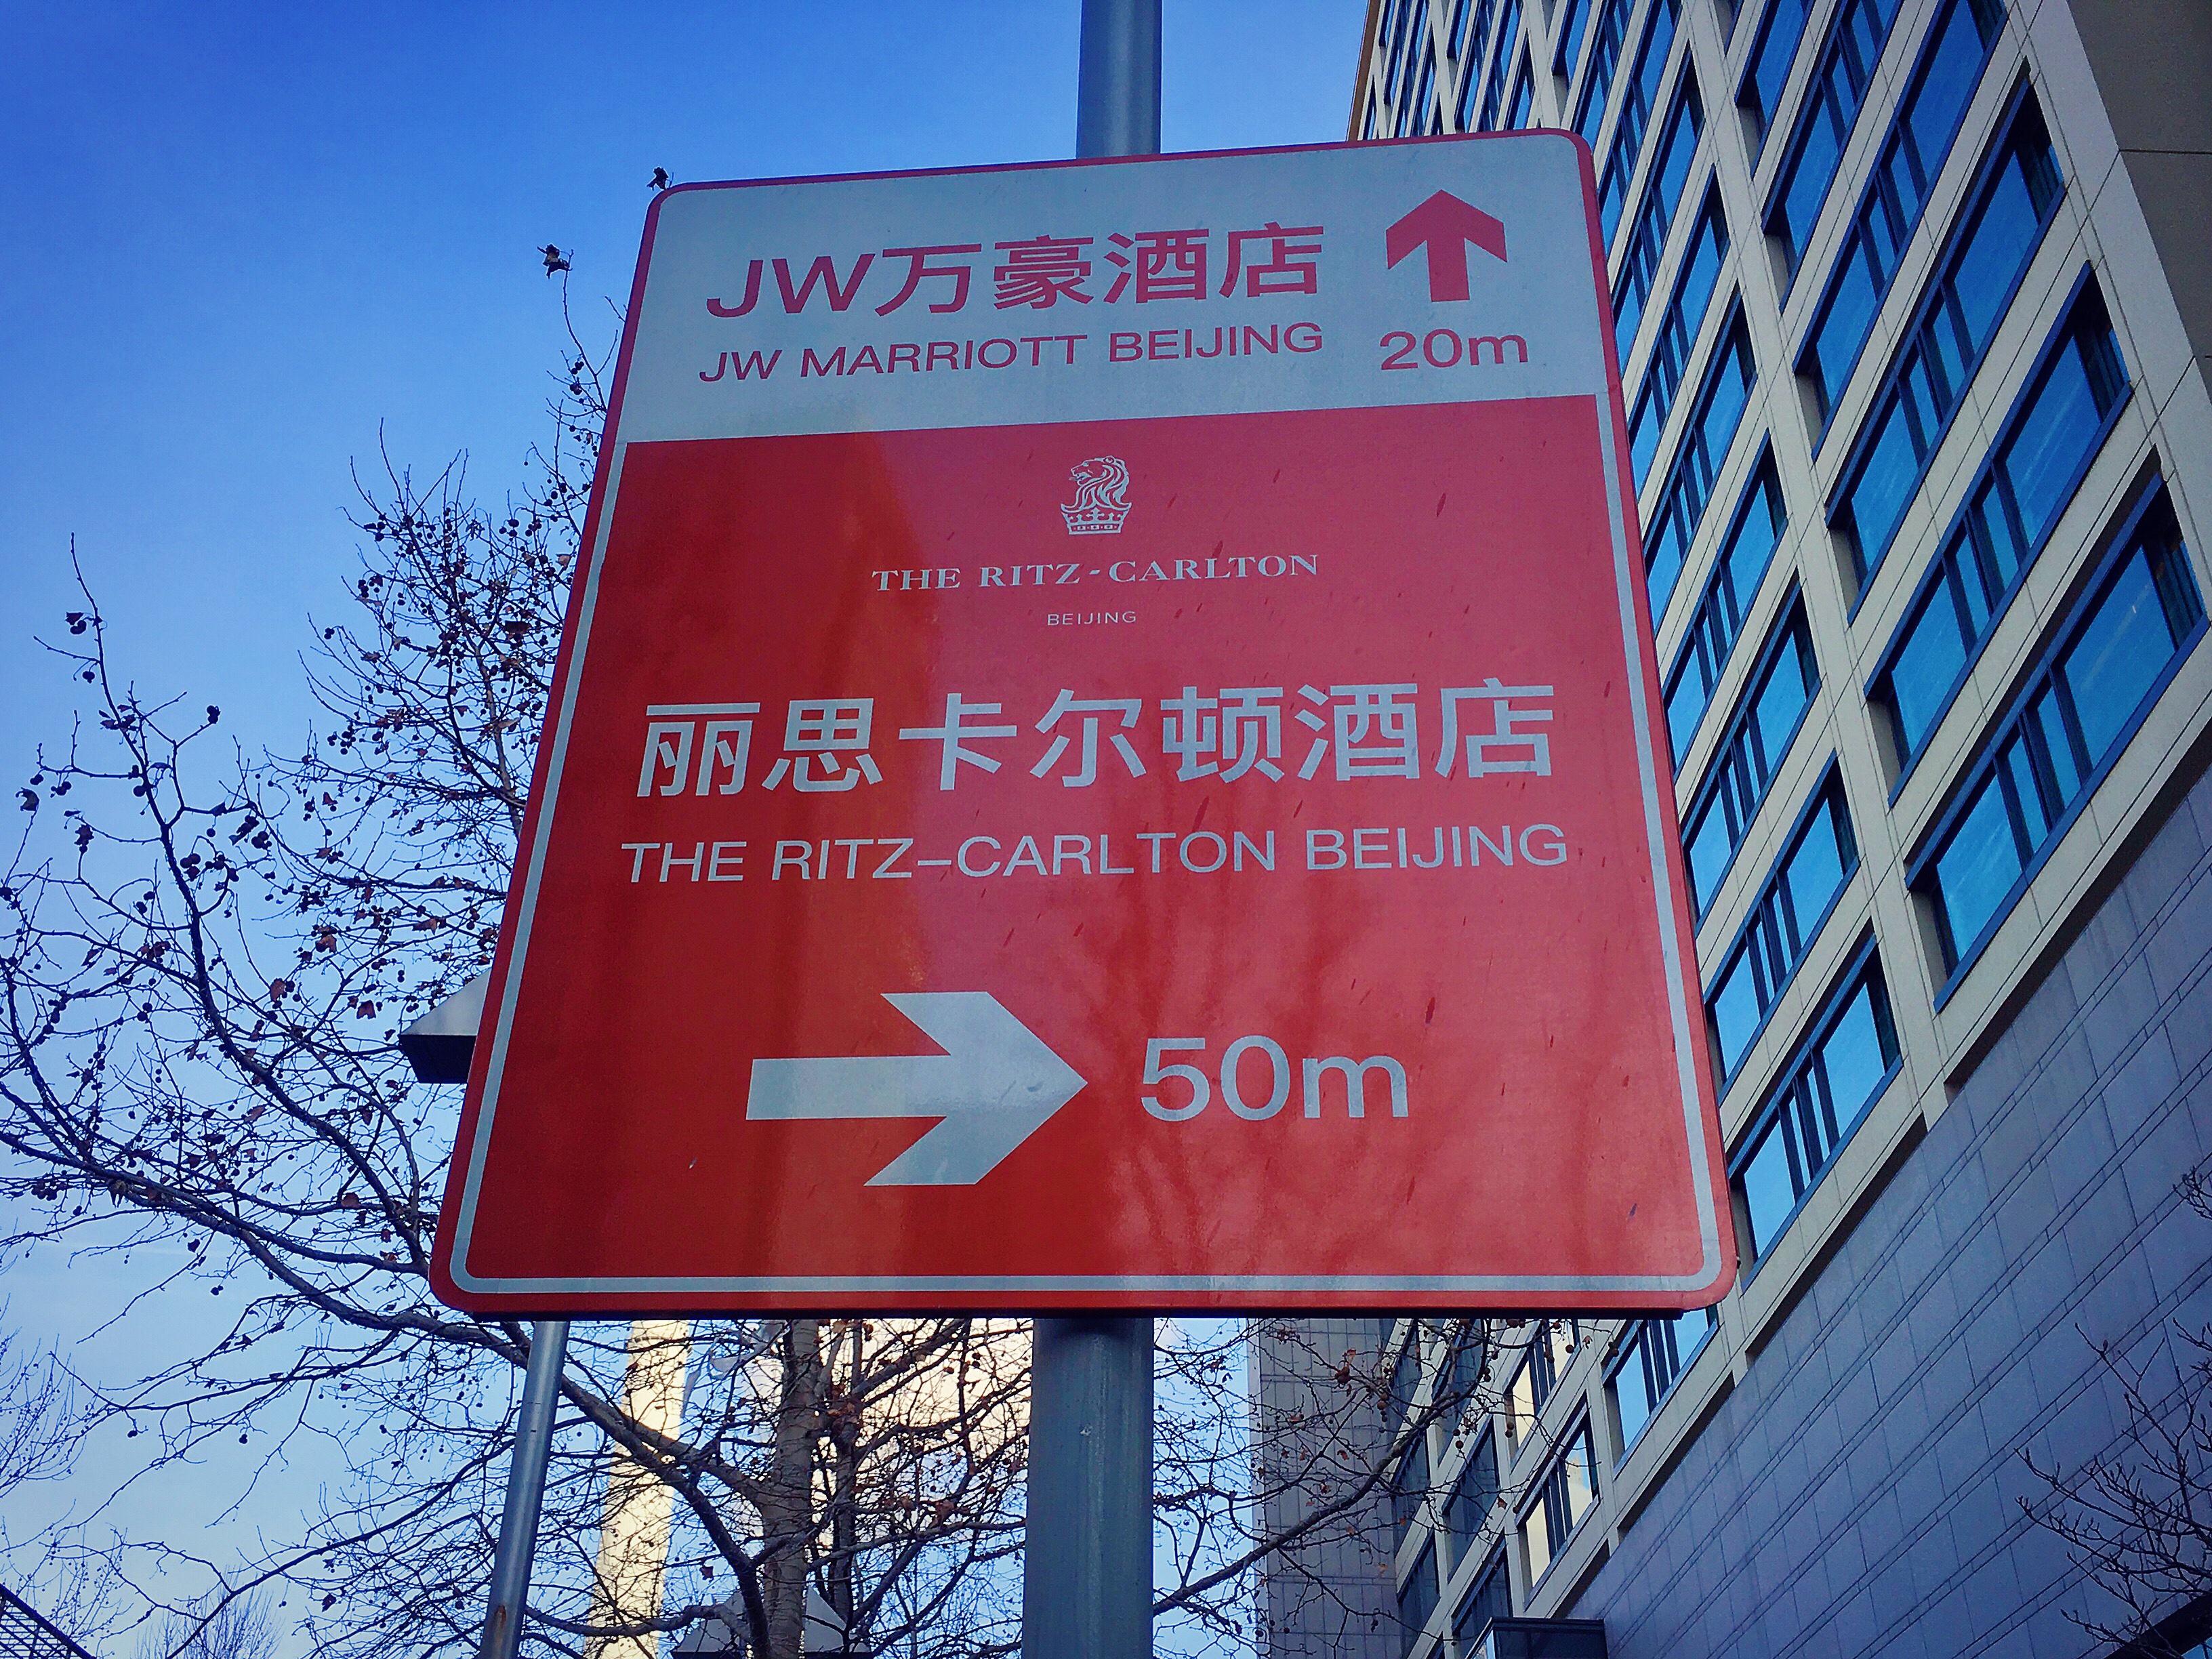 JW万豪酒店
JW MARRIOTT BEIJING
20m
THE RITZ-CARLTON
BEIJING
丽思卡尔顿酒店
THE RITZ-CARLTON BEIJING
50m